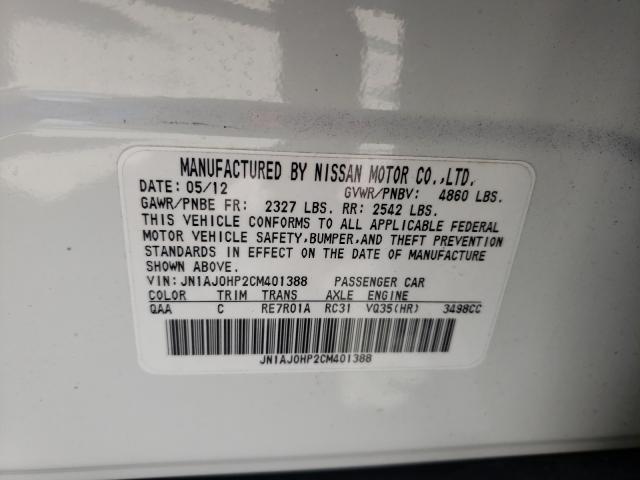 MANUFACTURED BY NISSAN MOTOR CO.,LTD.
DATE: 05/12 GVWR/PNBV: 4860 LBS.
GAWR/PNBE FR: 2327 LBS. RR: 2542 LBS.
THIS VEHICLE CONFORMS TO ALL APPLICABLE FEDERAL
MOTOR VEHICLE SAFETY,BUMPER,AND THEFT PREVENTION
STANDARDS IN EFFECT ON THE DATE OF MANUFACTURE
SHOWN ABOVE.
VIN: JN1AJ0HP2CM401388 PASSENGER CAR
COLOR TRIM TRANS AXLE ENGINE
QAA C RE7R01A RC31 VQ35(HR) 3498CC
JN1AJ0HP2CM401388